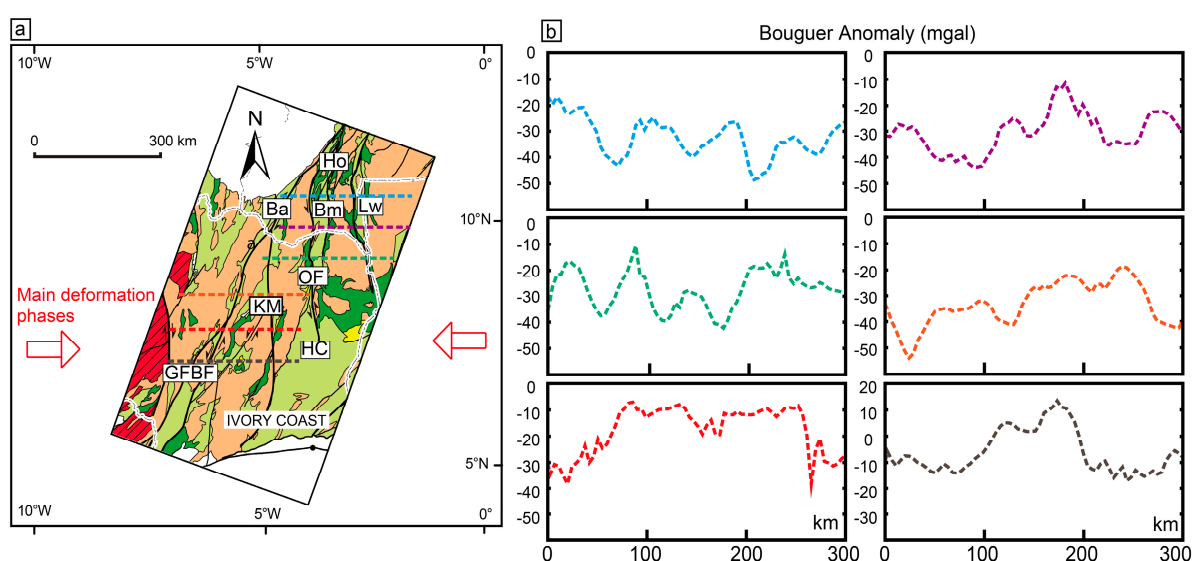 a
10°W
5°W
0°
N
0
300 km
Ho
Ba
Bm
Lw
10°N
a
OF
Main deformation
phases
KM
HC
GFBF
IVORY COAST
5°N
10°W
5°W
0°
b
Bouguer Anomaly (mgal)
0
-10
-20
-30
-40
-50
0
-10
-20
-30
-40
-50
0
-10
-20
-30
-40
-50
0
-10
-20
-30
-40
-50
0
-10
-20
-30
-40
-50
km
0
100
200
300
20
10
0
-10
-20
-30
km
0
100
200
300